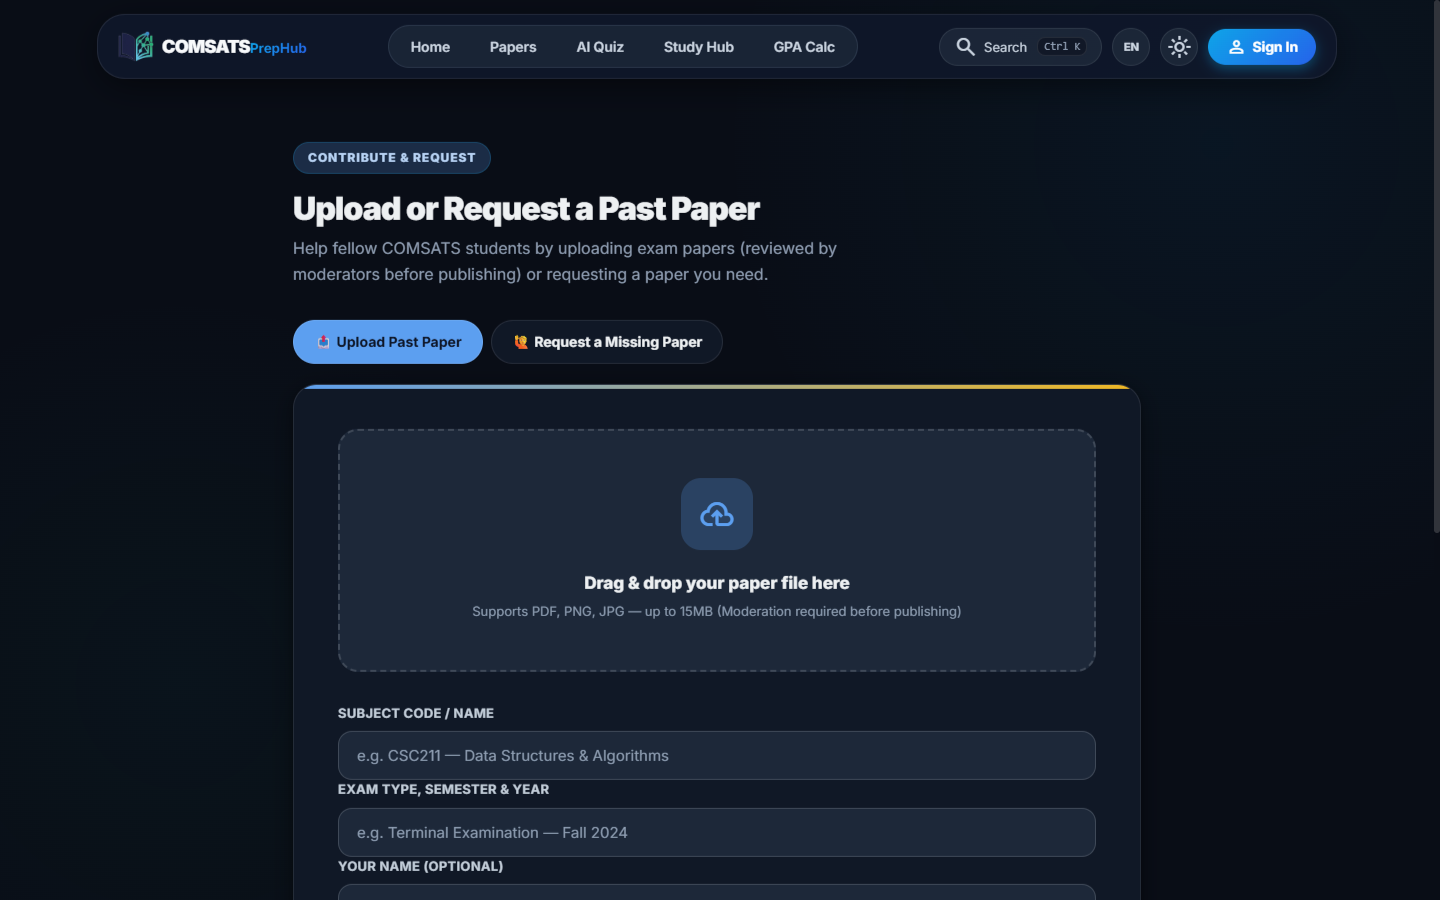 COMSATSPrepHub
Home
Papers
AI Quiz
Study Hub
GPA Calc
Search
Ctrl K
EN
Sign In
CONTRIBUTE & REQUEST
Upload or Request a Past Paper
Help fellow COMSATS students by uploading exam papers (reviewed by
moderators before publishing) or requesting a paper you need.
Upload Past Paper
Request a Missing Paper
Drag & drop your paper file here
Supports PDF, PNG, JPG — up to 15MB (Moderation required before publishing)
SUBJECT CODE / NAME
e.g. CSC211 — Data Structures & Algorithms
EXAM TYPE, SEMESTER & YEAR
e.g. Terminal Examination — Fall 2024
YOUR NAME (OPTIONAL)